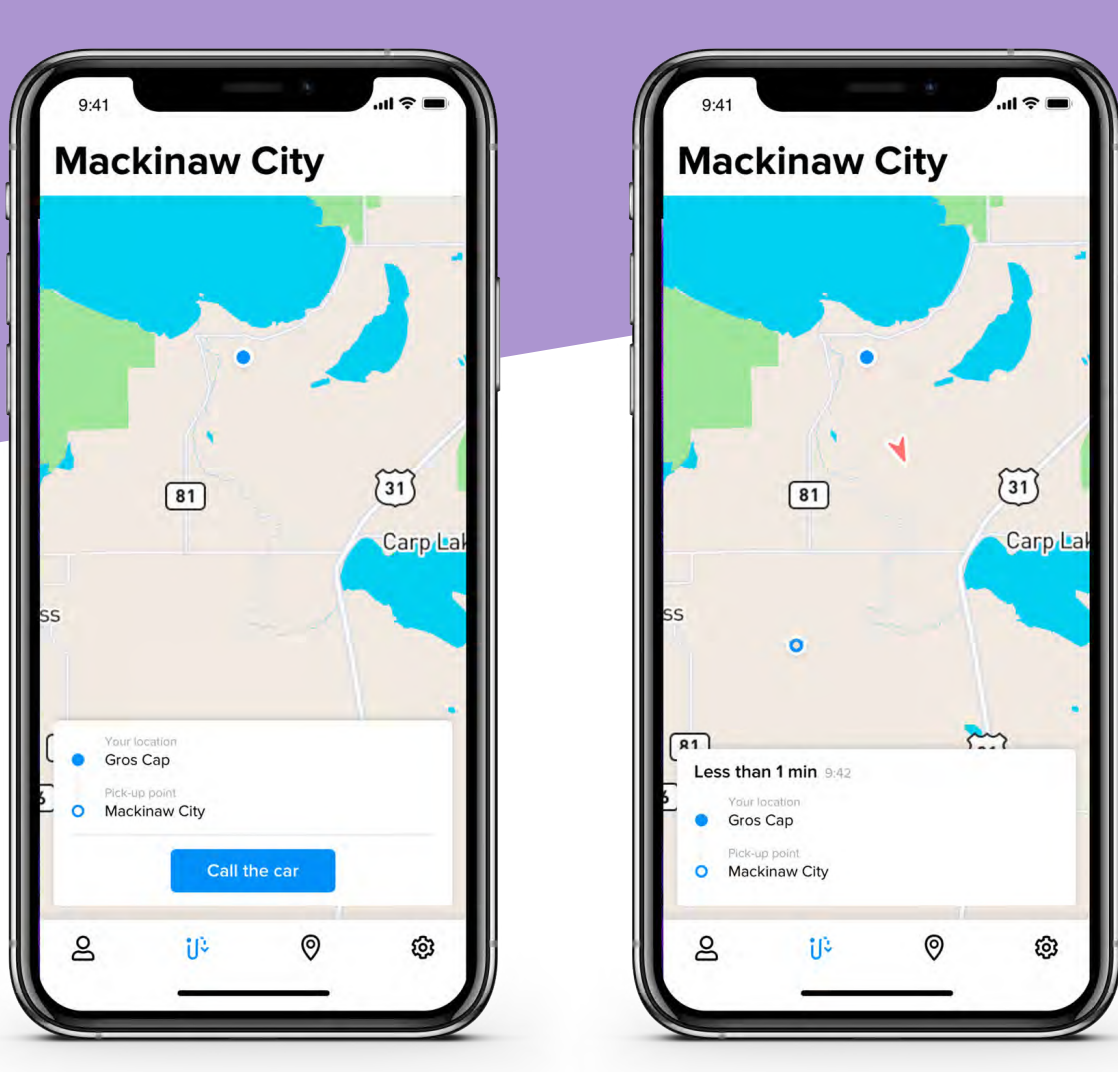 9:41
Mackinaw City
81
31
Carp Lak
ss
Your location
Gros Cap
Pick-up point
Mackinaw City
Call the car
9:41
Mackinaw City
81
31
Carp Lak
ss
81
Less than 1 min 9:42
Your location
Gros Cap
Pick-up point
Mackinaw City